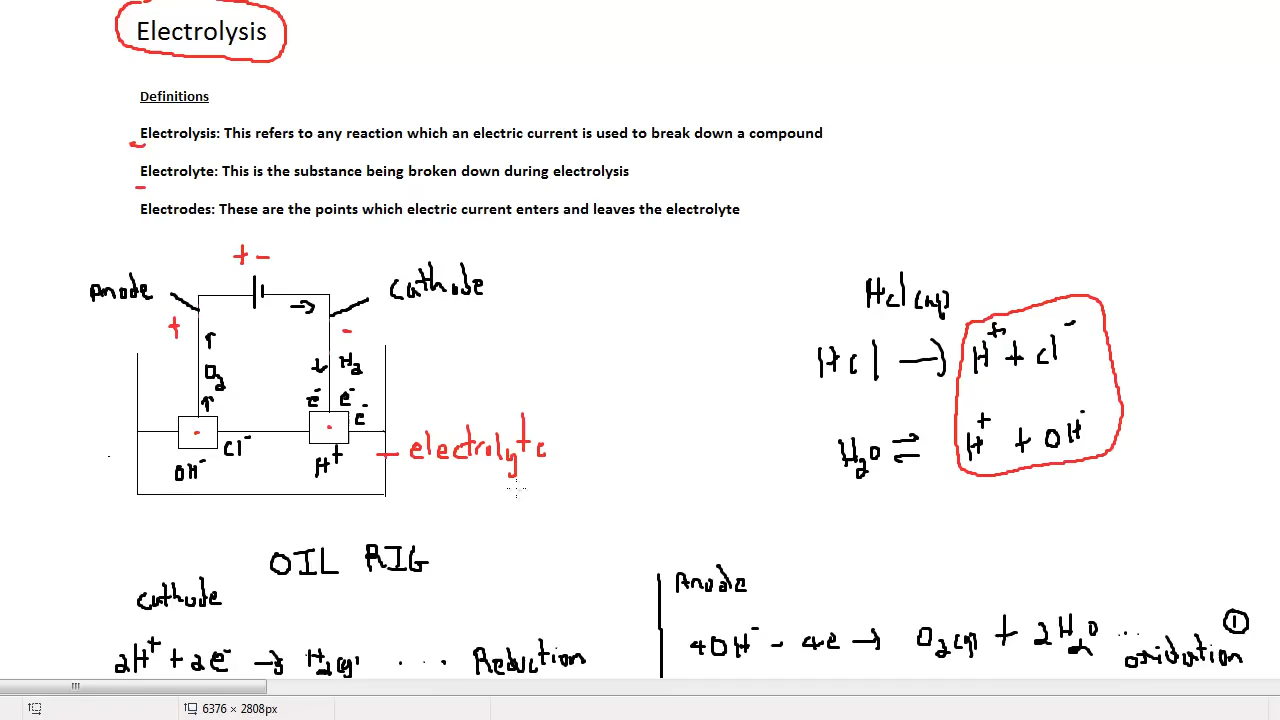 Electrolysis
Definitions
Electrolysis: This refers to any reaction which an electric current is used to break down a compound
Electrolyte: This is the substance being broken down during electrolysis
Electrodes: These are the points which electric current enters and leaves the electrolyte
+ -
Anode
cathode
+
-
HCl(aq)
HCl → H⁺ + Cl⁻
O₂
H₂
e⁻ e⁻
e⁻
Cl⁻
OH⁻
H⁺
electrolyte
H₂O ⇌ H⁺ + OH⁻
OIL RIG
cathode
2H⁺ + 2e⁻ → H₂(g) .... Reduction
Anode
4OH⁻ - 4e → O₂(g) + 2H₂O ... ①
oxidation
6376 × 2808px